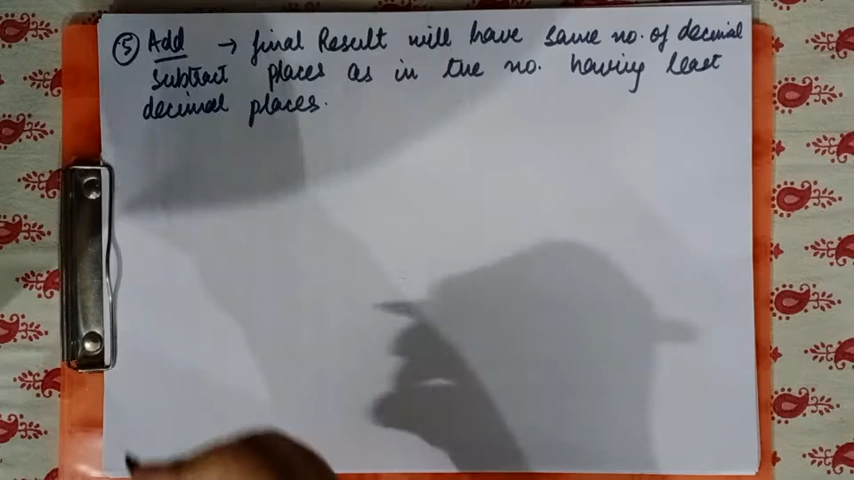 ⑤ Add → final Result will have same no. of decimal
subtract places as in the no. having least
decimal places.